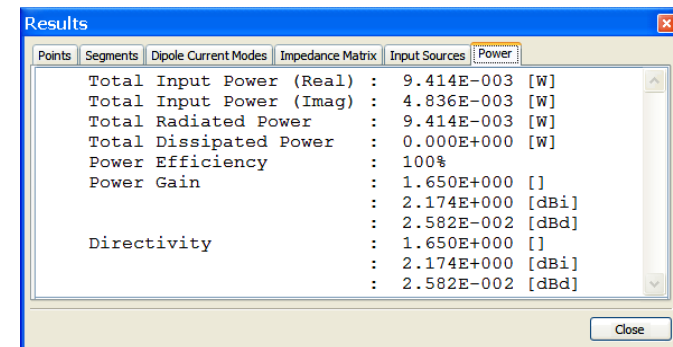 Results
Points Segments Dipole Current Modes Impedance Matrix Input Sources Power
Total Input Power (Real) : 9.414E-003 [W]
Total Input Power (Imag) : 4.836E-003 [W]
Total Radiated Power : 9.414E-003 [W]
Total Dissipated Power : 0.000E+000 [W]
Power Efficiency : 100%
Power Gain : 1.650E+000 []
: 2.174E+000 [dBi]
: 2.582E-002 [dBd]
Directivity : 1.650E+000 []
: 2.174E+000 [dBi]
: 2.582E-002 [dBd]
Close